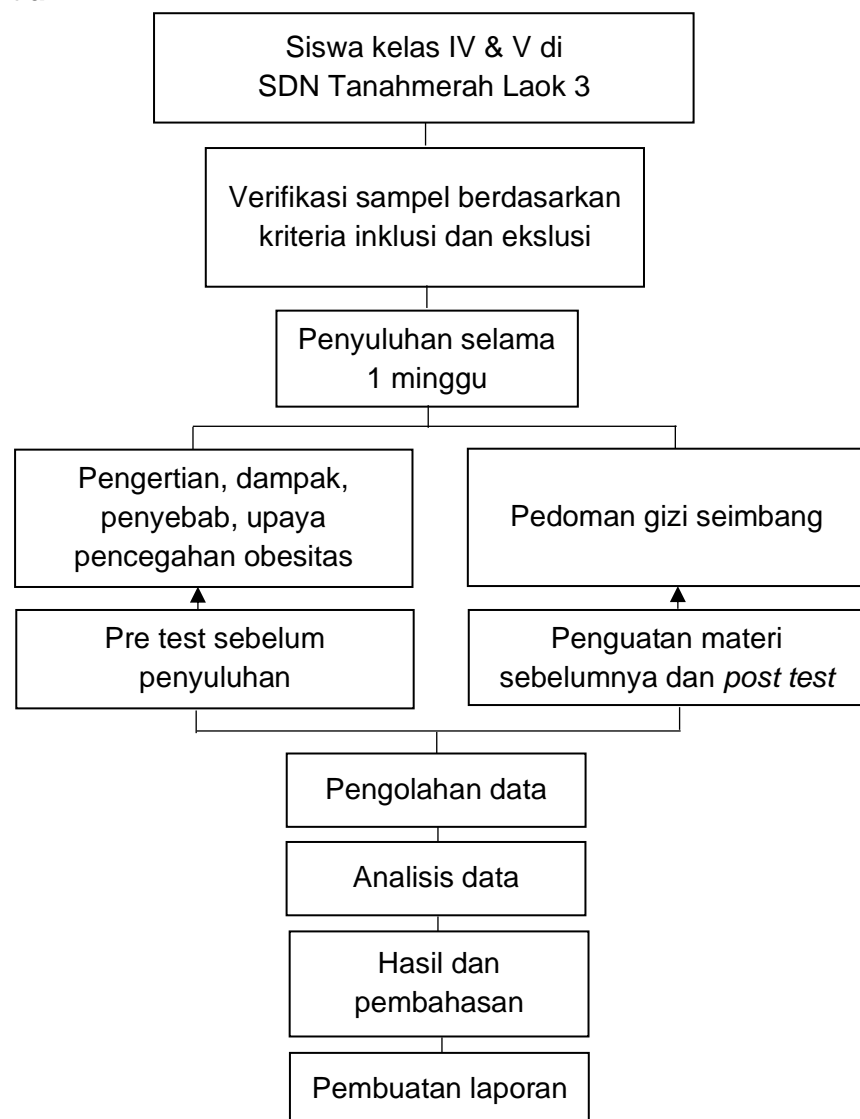 Siswa kelas IV & V di
SDN Tanahmerah Laok 3
Verifikasi sampel berdasarkan
kriteria inklusi dan ekslusi
Penyuluhan selama
1 minggu
Pengertian, dampak,
penyebab, upaya
pencegahan obesitas
Pedoman gizi seimbang
Pre test sebelum
penyuluhan
Penguatan materi
sebelumnya dan post test
Pengolahan data
Analisis data
Hasil dan
pembahasan
Pembuatan laporan